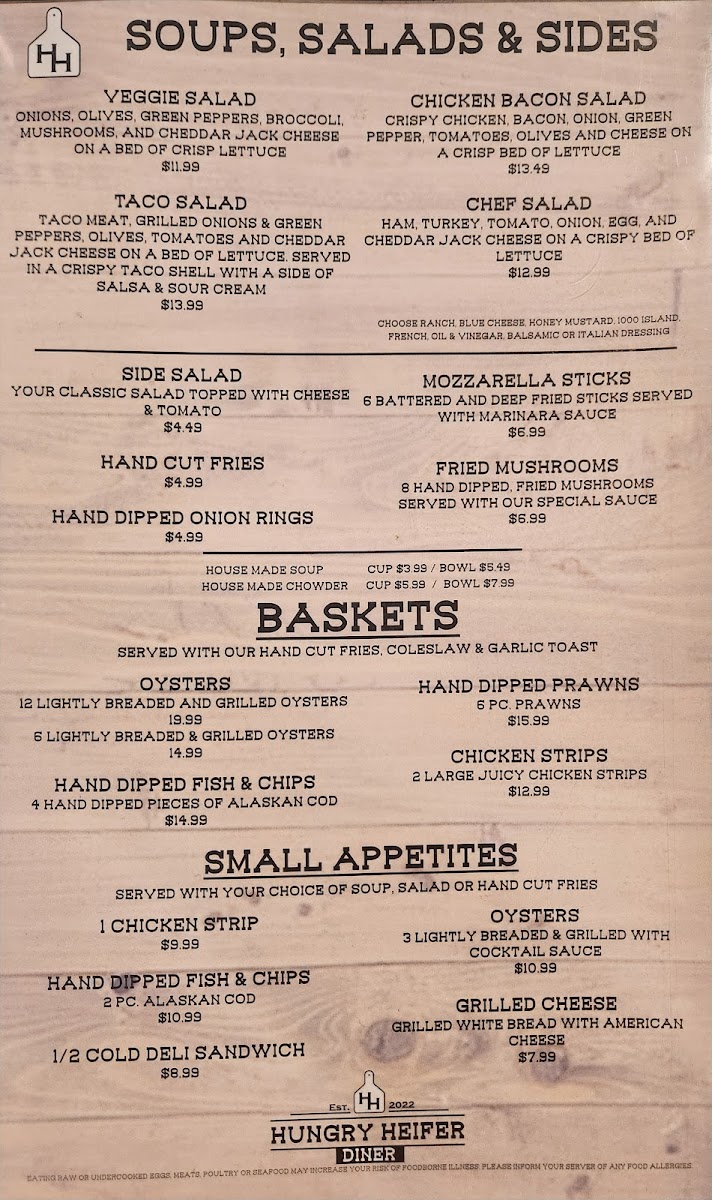 HH
SOUPS, SALADS & SIDES
VEGGIE SALAD
ONIONS, OLIVES, GREEN PEPPERS, BROCCOLI,
MUSHROOMS, AND CHEDDAR JACK CHEESE
ON A BED OF CRISP LETTUCE
$11.99
CHICKEN BACON SALAD
CRISPY CHICKEN, BACON, ONION, GREEN
PEPPER, TOMATOES, OLIVES AND CHEESE ON
A CRISP BED OF LETTUCE
$13.49
TACO SALAD
TACO MEAT, GRILLED ONIONS & GREEN
PEPPERS, OLIVES, TOMATOES AND CHEDDAR
JACK CHEESE ON A BED OF LETTUCE. SERVED
IN A CRISPY TACO SHELL WITH A SIDE OF
SALSA & SOUR CREAM
$13.99
CHEF SALAD
HAM, TURKEY, TOMATO, ONION, EGG, AND
CHEDDAR JACK CHEESE ON A CRISPY BED OF
LETTUCE
$12.99
CHOOSE RANCH, BLUE CHEESE, HONEY MUSTARD, 1000 ISLAND,
FRENCH, OIL & VINEGAR, BALSAMIC OR ITALIAN DRESSING
SIDE SALAD
YOUR CLASSIC SALAD TOPPED WITH CHEESE
& TOMATO
$4.49
HAND CUT FRIES
$4.99
HAND DIPPED ONION RINGS
$4.99
MOZZARELLA STICKS
6 BATTERED AND DEEP FRIED STICKS SERVED
WITH MARINARA SAUCE
$6.99
FRIED MUSHROOMS
8 HAND DIPPED, FRIED MUSHROOMS
SERVED WITH OUR SPECIAL SAUCE
$6.99
HOUSE MADE SOUP CUP $3.99 / BOWL $5.49
HOUSE MADE CHOWDER CUP $5.99 / BOWL $7.99
BASKETS
SERVED WITH OUR HAND CUT FRIES, COLESLAW & GARLIC TOAST
OYSTERS
12 LIGHTLY BREADED AND GRILLED OYSTERS
19.99
6 LIGHTLY BREADED & GRILLED OYSTERS
14.99
HAND DIPPED FISH & CHIPS
4 HAND DIPPED PIECES OF ALASKAN COD
$14.99
HAND DIPPED PRAWNS
6 PC. PRAWNS
$15.99
CHICKEN STRIPS
2 LARGE JUICY CHICKEN STRIPS
$12.99
SMALL APPETITES
SERVED WITH YOUR CHOICE OF SOUP, SALAD OR HAND CUT FRIES
1 CHICKEN STRIP
$9.99
HAND DIPPED FISH & CHIPS
2 PC. ALASKAN COD
$10.99
1/2 COLD DELI SANDWICH
$8.99
OYSTERS
3 LIGHTLY BREADED & GRILLED WITH
COCKTAIL SAUCE
$10.99
GRILLED CHEESE
GRILLED WHITE BREAD WITH AMERICAN
CHEESE
$7.99
EST. HH 2022
HUNGRY HEIFER
DINER
EATING RAW OR UNDERCOOKED EGGS, MEATS, POULTRY OR SEAFOOD MAY INCREASE YOUR RISK OF FOODBORNE ILLNESS. PLEASE INFORM YOUR SERVER OF ANY FOOD ALLERGIES